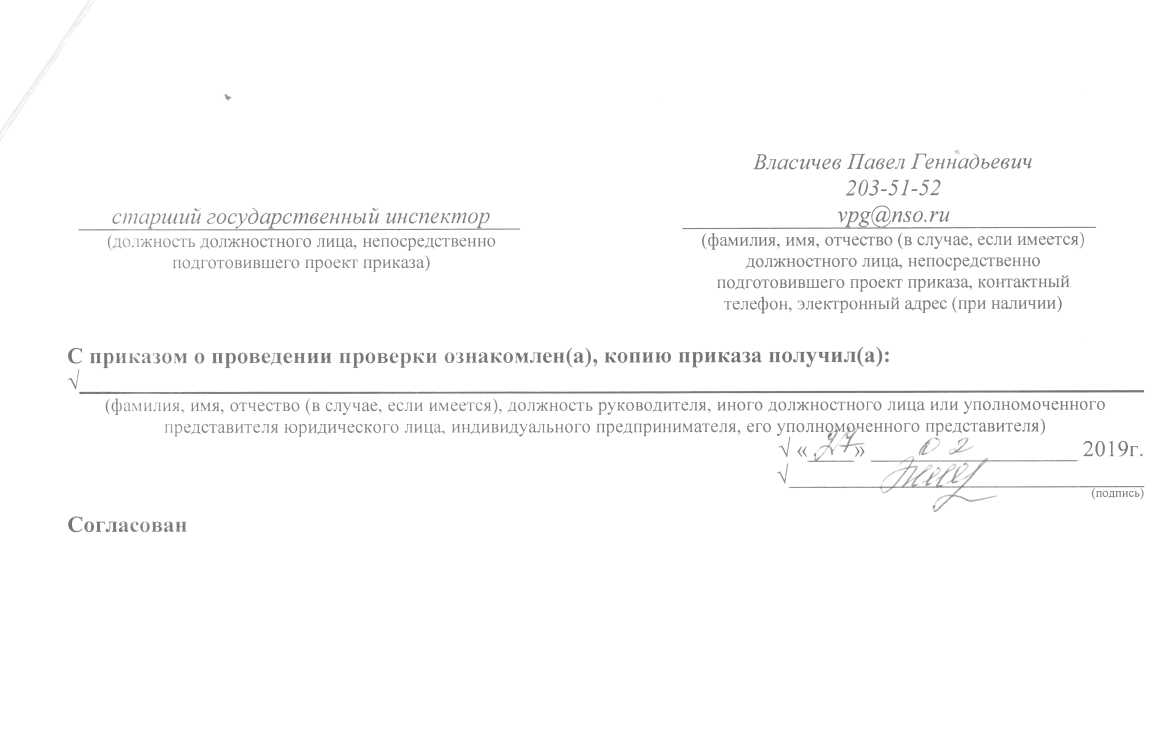 Власичев Павел Геннадьевич
203-51-52
старший государственный инспектор
vpg@nso.ru
(должность должностного лица, непосредственно
подготовившего проект приказа)
(фамилия, имя, отчество (в случае, если имеется)
должностного лица, непосредственно
подготовившего проект приказа, контактный
телефон, электронный адрес (при наличии)
С приказом о проведении проверки ознакомлен(а), копию приказа получил(а):
√
(фамилия, имя, отчество (в случае, если имеется), должность руководителя, иного должностного лица или уполномоченного
представителя юридического лица, индивидуального предпринимателя, его уполномоченного представителя)
√ «27» 02 2019г.
√
(подпись)
Согласован